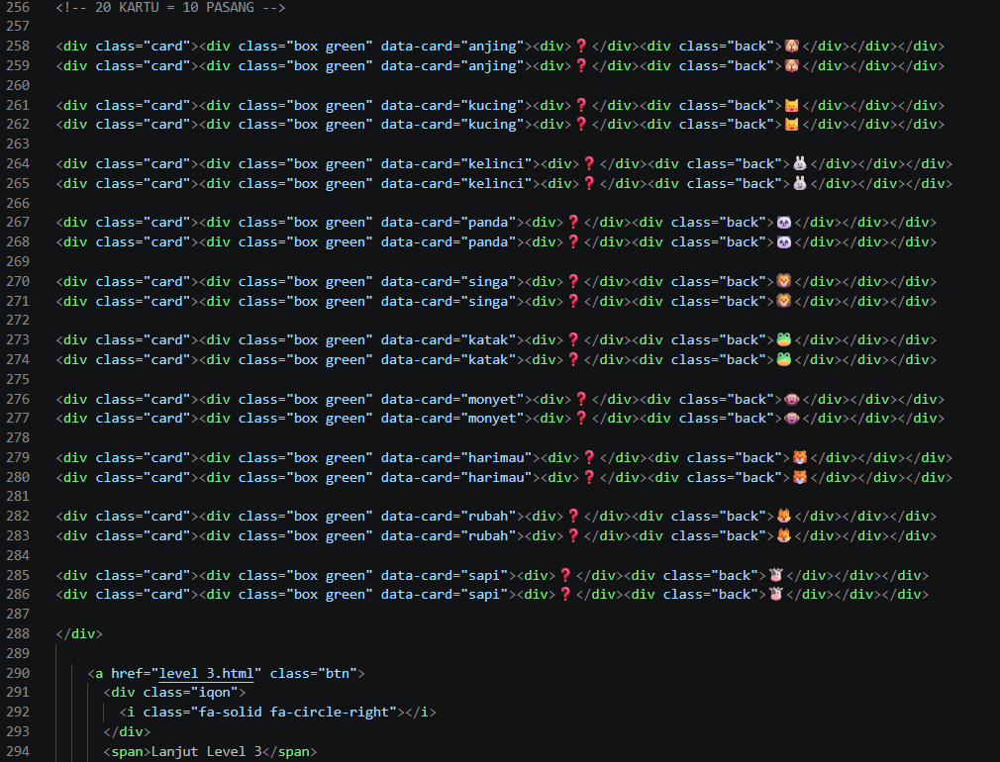 256 <!-- 20 KARTU = 10 PASANG -->
257
258 <div class="card"><div class="box green" data-card="anjing"><div>❓</div><div class="back">🐶</div></div></div>
259 <div class="card"><div class="box green" data-card="anjing"><div>❓</div><div class="back">🐶</div></div></div>
260
261 <div class="card"><div class="box green" data-card="kucing"><div>❓</div><div class="back">🐱</div></div></div>
262 <div class="card"><div class="box green" data-card="kucing"><div>❓</div><div class="back">🐱</div></div></div>
263
264 <div class="card"><div class="box green" data-card="kelinci"><div>❓</div><div class="back">🐰</div></div></div>
265 <div class="card"><div class="box green" data-card="kelinci"><div>❓</div><div class="back">🐰</div></div></div>
266
267 <div class="card"><div class="box green" data-card="panda"><div>❓</div><div class="back">🐼</div></div></div>
268 <div class="card"><div class="box green" data-card="panda"><div>❓</div><div class="back">🐼</div></div></div>
269
270 <div class="card"><div class="box green" data-card="singa"><div>❓</div><div class="back">🦁</div></div></div>
271 <div class="card"><div class="box green" data-card="singa"><div>❓</div><div class="back">🦁</div></div></div>
272
273 <div class="card"><div class="box green" data-card="katak"><div>❓</div><div class="back">🐸</div></div></div>
274 <div class="card"><div class="box green" data-card="katak"><div>❓</div><div class="back">🐸</div></div></div>
275
276 <div class="card"><div class="box green" data-card="monyet"><div>❓</div><div class="back">🐵</div></div></div>
277 <div class="card"><div class="box green" data-card="monyet"><div>❓</div><div class="back">🐵</div></div></div>
278
279 <div class="card"><div class="box green" data-card="harimau"><div>❓</div><div class="back">🐯</div></div></div>
280 <div class="card"><div class="box green" data-card="harimau"><div>❓</div><div class="back">🐯</div></div></div>
281
282 <div class="card"><div class="box green" data-card="rubah"><div>❓</div><div class="back">🦊</div></div></div>
283 <div class="card"><div class="box green" data-card="rubah"><div>❓</div><div class="back">🦊</div></div></div>
284
285 <div class="card"><div class="box green" data-card="sapi"><div>❓</div><div class="back">🐮</div></div></div>
286 <div class="card"><div class="box green" data-card="sapi"><div>❓</div><div class="back">🐮</div></div></div>
287
288 </div>
289
290 <a href="level 3.html" class="btn">
291 <div class="iqon">
292 <i class="fa-solid fa-circle-right"></i>
293 </div>
294 <span>Lanjut Level 3</span>